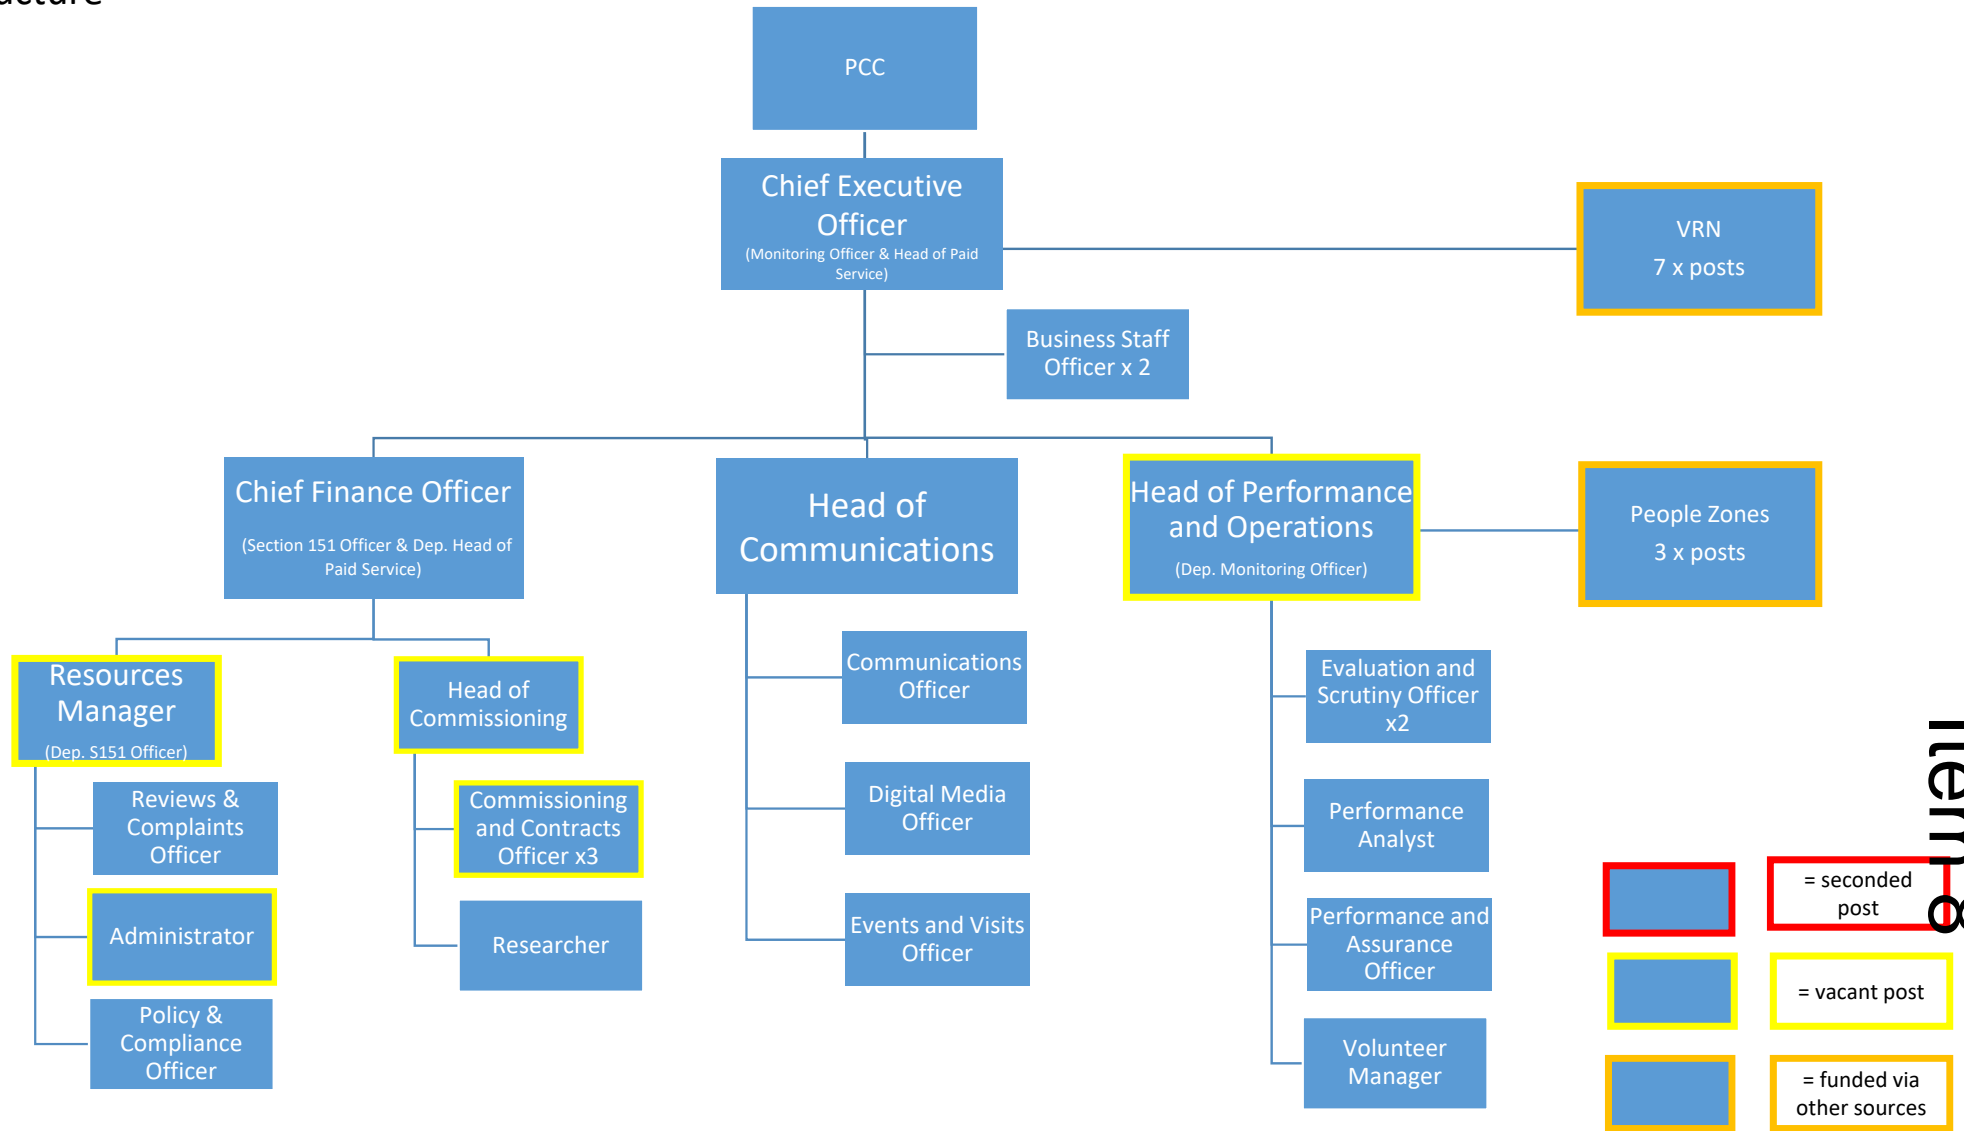 PCC
Chief Executive
Officer
(Monitoring Officer & Head of Paid
Service)
VRN
7 x posts
Business Staff
Officer x 2
Chief Finance Officer
(Section 151 Officer & Dep. Head of
Paid Service)
Head of
Communications
Head of Performance
and Operations
(Dep. Monitoring Officer)
People Zones
3 x posts
Resources
Manager
(Dep. S151 Officer)
Head of
Commissioning
Reviews &
Complaints
Officer
Administrator
Policy &
Compliance
Officer
Commissioning
and Contracts
Officer x3
Researcher
Communications
Officer
Digital Media
Officer
Events and Visits
Officer
Evaluation and
Scrutiny Officer
x2
Performance
Analyst
Performance and
Assurance
Officer
Volunteer
Manager
= seconded
post
= vacant post
= funded via
other sources
Item 8